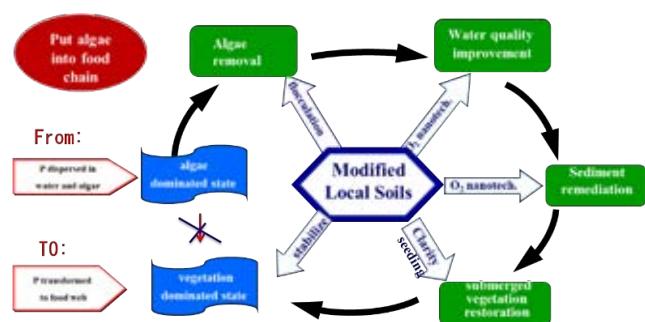 Put algae
into food
chain
Algae
removal
Water quality
improvement
From:
P dispersed in
water and algae
algae
dominated state
flocculation
O₂ nanotech.
Modified
Local Soils
O₂ nanotech.
Sediment
remediation
TO:
P transformed
to food web
vegetation
dominated state
stabilize
Clarity
seeding
submerged
vegetation
restoration